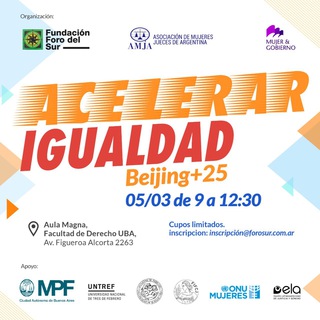 Organización:
Fundación
Foro del
Sur
AMJA
ASOCIACIÓN DE MUJERES
JUECES DE ARGENTINA
MUJER &
GOBIERNO
ACELERAR
IGUALDAD
Beijing+25
05/03 de 9 a 12:30
Aula Magna,
Facultad de Derecho UBA,
Av. Figueroa Alcorta 2263
Cupos limitados.
inscripcion: inscripción@forosur.com.ar
Apoyo:
MPF
Ciudad Autónoma de Buenos Aires
UNTREF
UNIVERSIDAD NACIONAL
DE TRES DE FEBRERO
ONU
MUJERES
ela